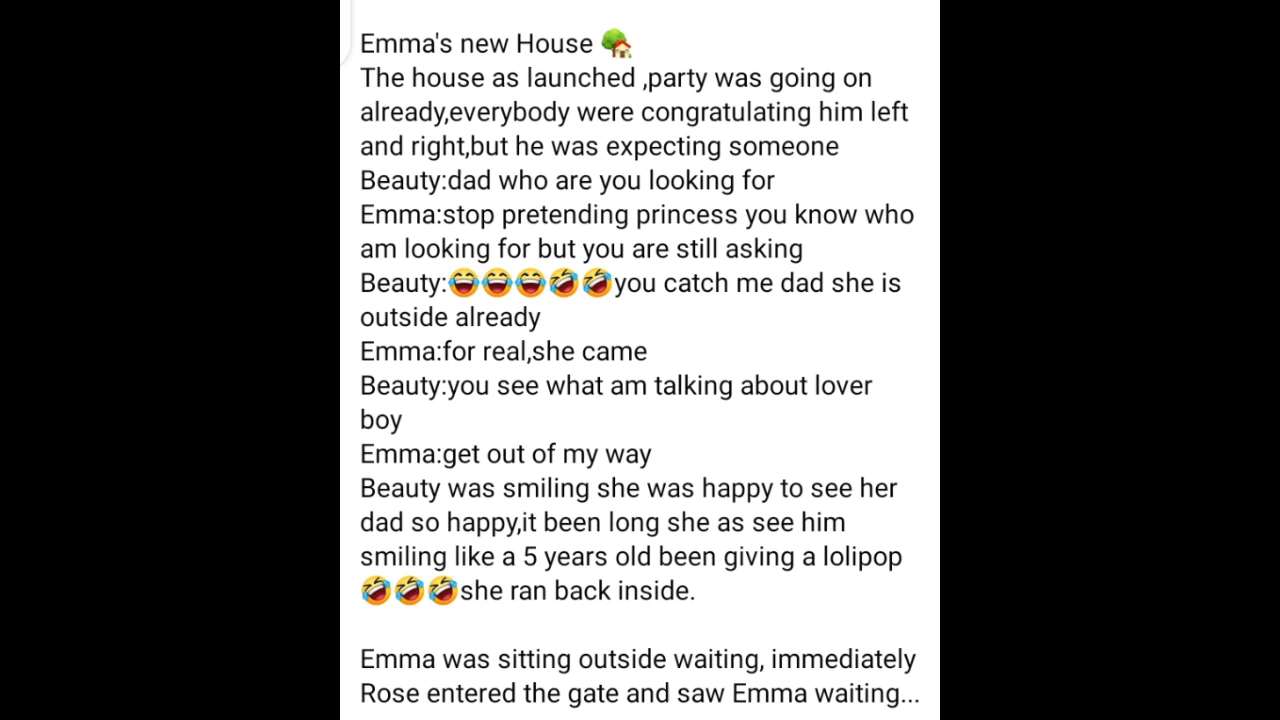 Emma's new House 🏡
The house as launched ,party was going on
already,everybody were congratulating him left
and right,but he was expecting someone
Beauty:dad who are you looking for
Emma:stop pretending princess you know who
am looking for but you are still asking
Beauty:😂😂😂🤣🤣you catch me dad she is
outside already
Emma:for real,she came
Beauty:you see what am talking about lover
boy
Emma:get out of my way
Beauty was smiling she was happy to see her
dad so happy,it been long she as see him
smiling like a 5 years old been giving a lolipop
🤣🤣🤣she ran back inside.

Emma was sitting outside waiting, immediately
Rose entered the gate and saw Emma waiting...